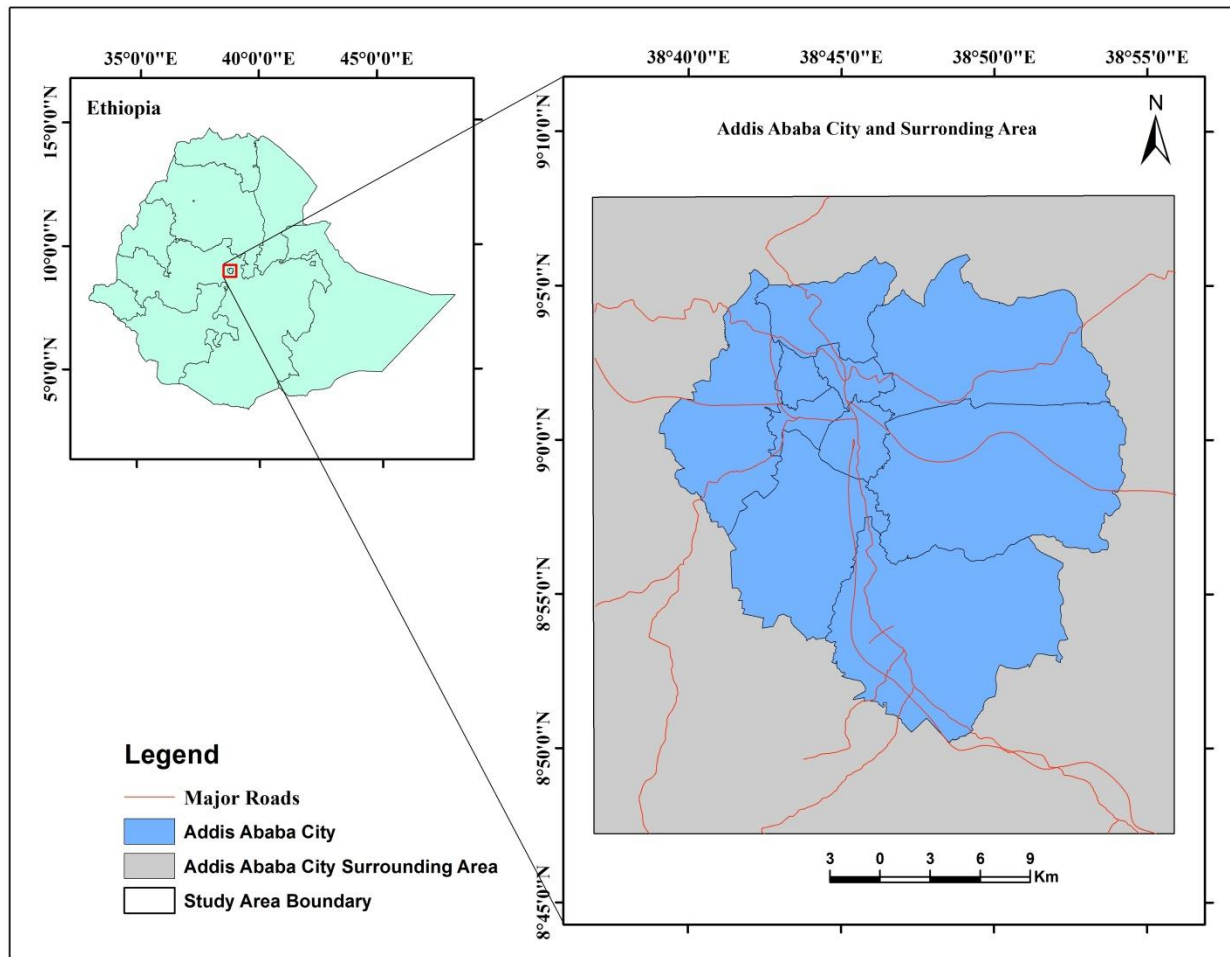 35°0'0"E
40°0'0"E
45°0'0"E
15°0'0"N
10°0'0"N
5°0'0"N
Ethiopia
38°40'0"E
38°45'0"E
38°50'0"E
38°55'0"E
Addis Ababa City and Surronding Area
N
9°10'0"N
9°5'0"N
9°0'0"N
8°55'0"N
8°50'0"N
8°45'0"N
Legend
Major Roads
Addis Ababa City
Addis Ababa City Surrounding Area
Study Area Boundary
3 0 3 6 9
Km